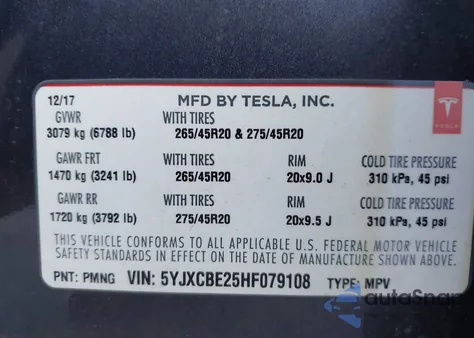 12/17 MFD BY TESLA, INC.
GVWR WITH TIRES
3079 kg (6788 lb) 265/45R20 & 275/45R20
TESLA
GAWR FRT WITH TIRES RIM COLD TIRE PRESSURE
1470 kg (3241 lb) 265/45R20 20x9.0 J 310 kPa, 45 psi
GAWR RR WITH TIRES RIM COLD TIRE PRESSURE
1720 kg (3792 lb) 275/45R20 20x9.5 J 310 kPa, 45 psi
THIS VEHICLE CONFORMS TO ALL APPLICABLE U.S. FEDERAL MOTOR VEHICLE
SAFETY STANDARDS IN EFFECT ON THE DATE OF MANUFACTURE SHOWN ABOVE.
PNT: PMNG VIN: 5YJXCBE25HF079108 TYPE: MPV
autoSnap